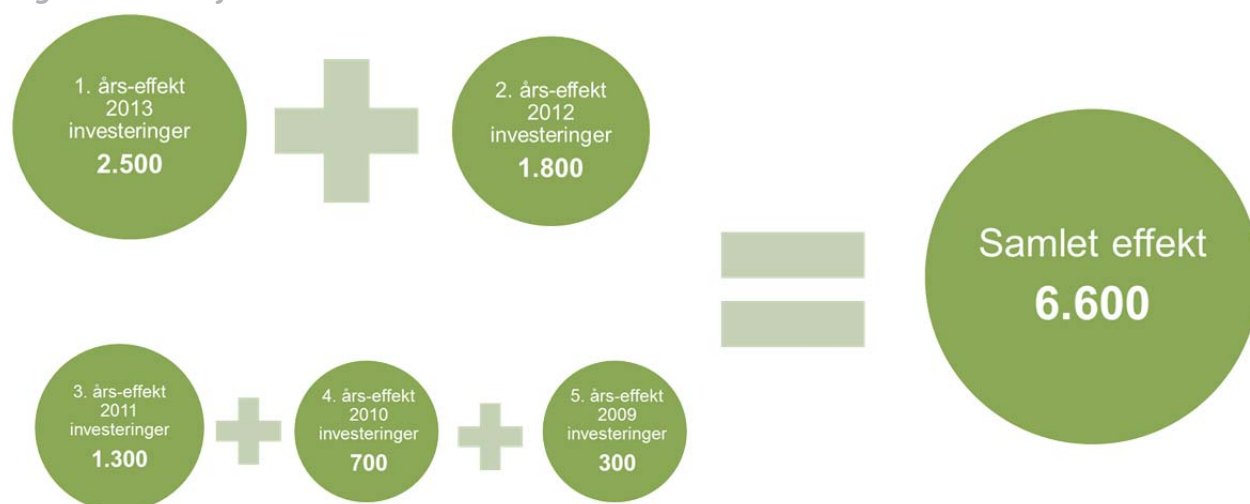 1. års-effekt
2013
investeringer
2.500
2. års-effekt
2012
investeringer
1.800
3. års-effekt
2011
investeringer
1.300
4. års-effekt
2010
investeringer
700
5. års-effekt
2009
investeringer
300
Samlet effekt
6.600